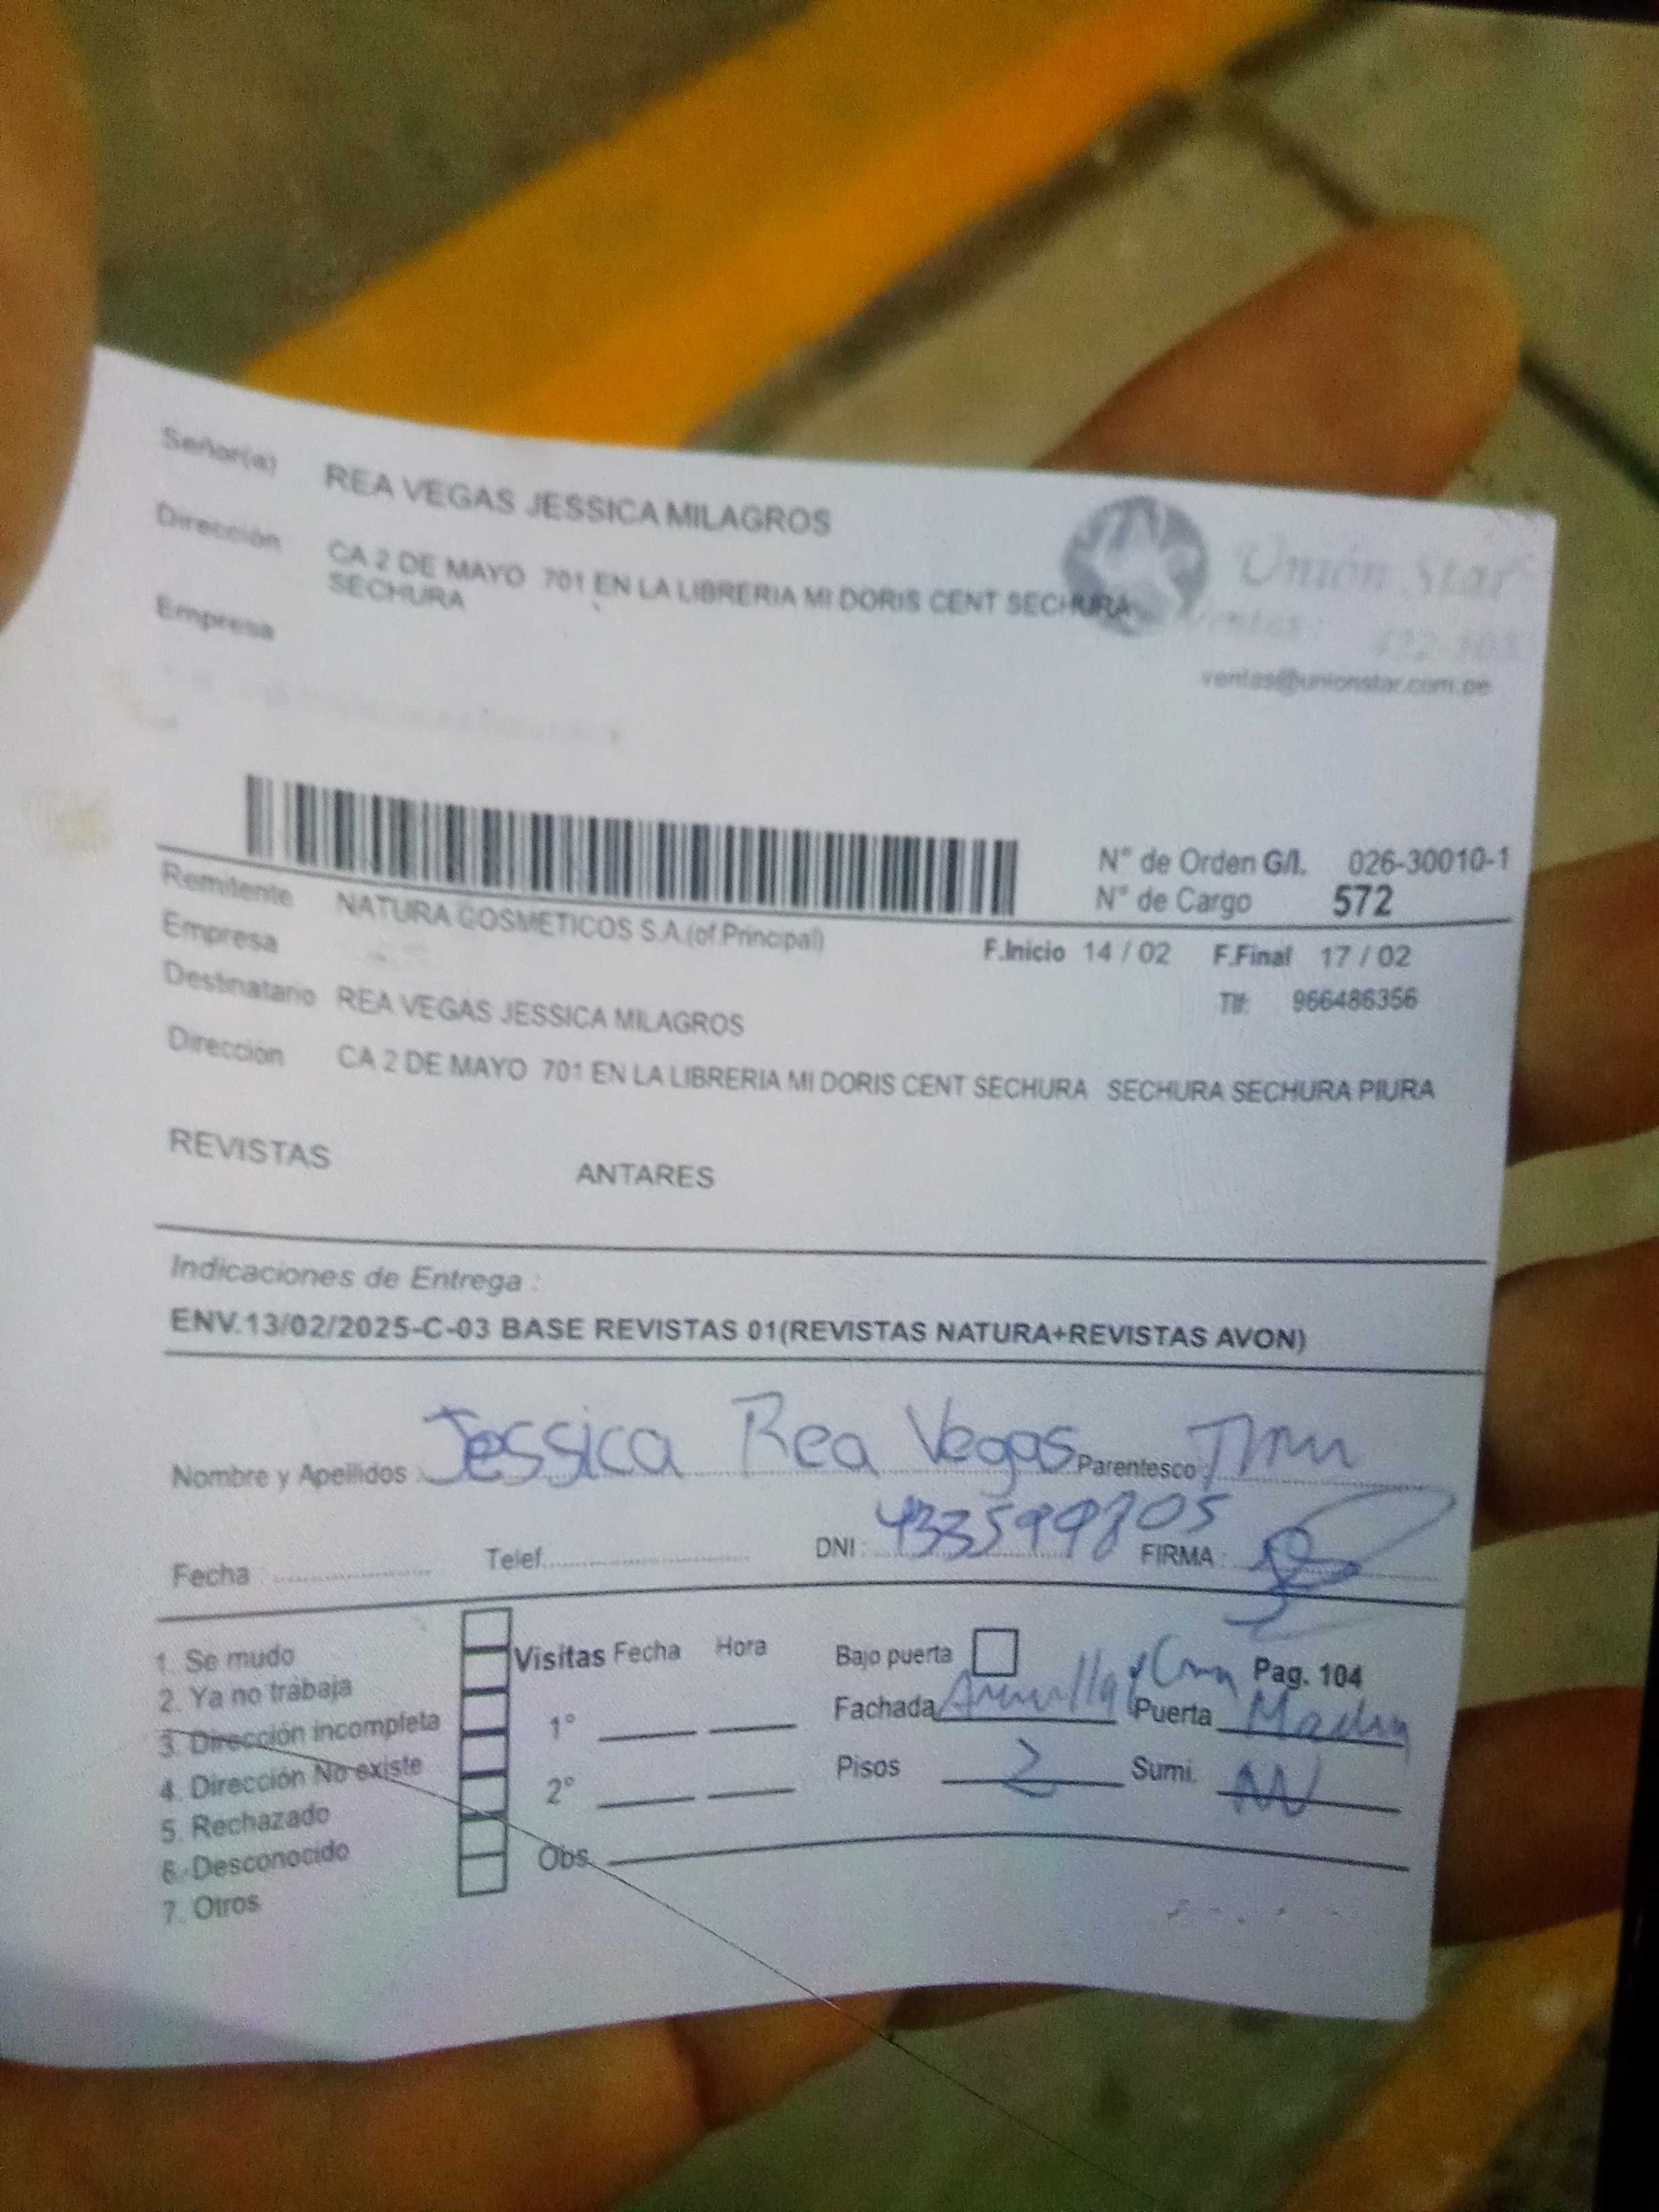 Señor(a) REA VEGAS JESSICA MILAGROS
Dirección CA 2 DE MAYO 701 EN LA LIBRERIA MI DORIS CENT SECHURA
SECHURA
Empresa
Unión Star
Ventas:
ventas@unionstar.com.pe
N° de Orden G/I. 026-30010-1
N° de Cargo 572
Remitente NATURA COSMETICOS S.A.(of.Principal)
Empresa F.Inicio 14 / 02 F.Final 17 / 02
Tlf: 966486356
Destinatario REA VEGAS JESSICA MILAGROS
Dirección CA 2 DE MAYO 701 EN LA LIBRERIA MI DORIS CENT SECHURA SECHURA SECHURA PIURA
REVISTAS ANTARES
Indicaciones de Entrega :
ENV.13/02/2025-C-03 BASE REVISTAS 01(REVISTAS NATURA+REVISTAS AVON)
Nombre y Apellidos Jessica Rea Vegas Parentesco
Fecha Telef. DNI: FIRMA :
1. Se mudo
2. Ya no trabaja
3. Dirección incompleta
4. Dirección No existe
5. Rechazado
6. Desconocido
7. Otros
Visitas Fecha Hora
1°
2°
Obs.
Bajo puerta Pag. 104
Fachada Puerta
Pisos 2 Sumi.